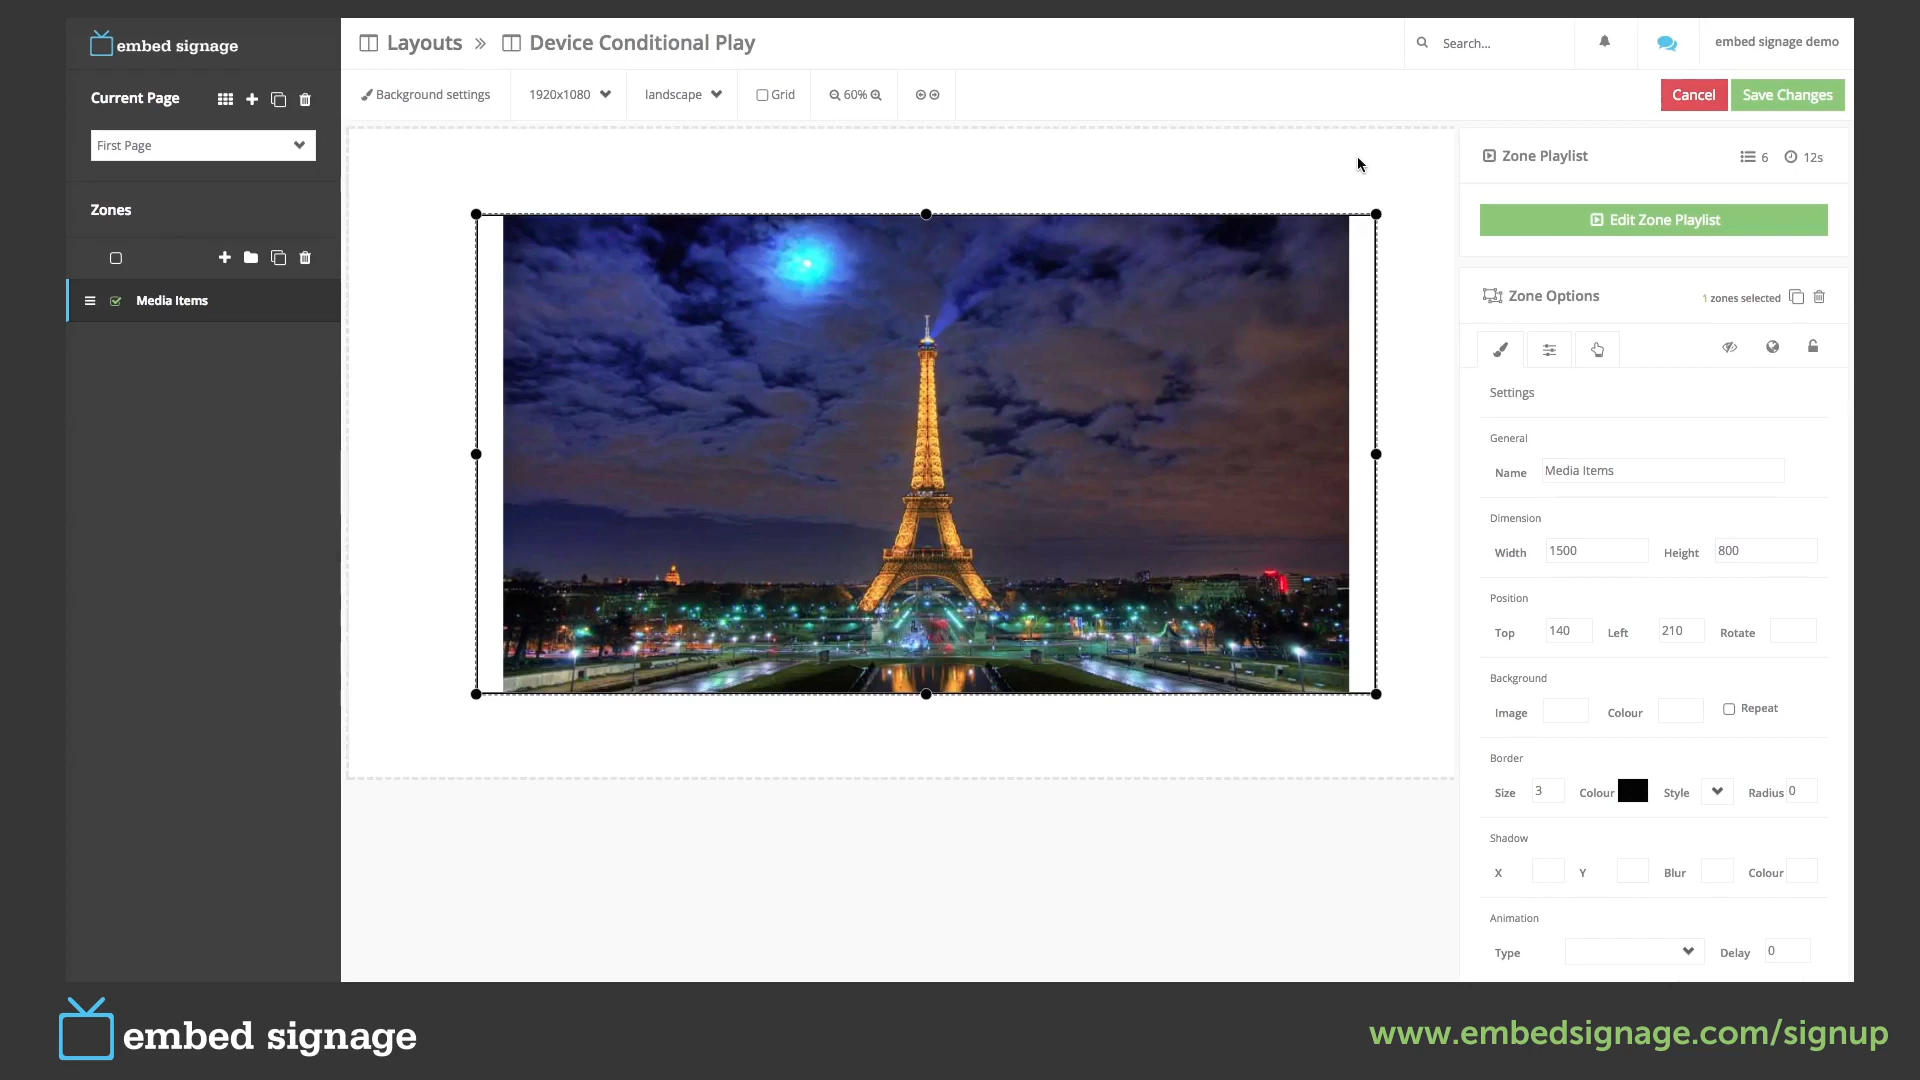 embed signage
Layouts » Device Conditional Play
Search...
embed signage demo
Current Page
First Page
Background settings
1920x1080
landscape
Grid
60%
Cancel
Save Changes
Zones
Media Items
Zone Playlist
6
12s
Edit Zone Playlist
Zone Options
1 zones selected
Settings
General
Name Media Items
Dimension
Width 1500 Height 800
Position
Top 140 Left 210 Rotate
Background
Image Colour Repeat
Border
Size 3 Colour Style Radius 0
Shadow
X Y Blur Colour
Animation
Type Delay 0
embed signage
www.embedsignage.com/signup